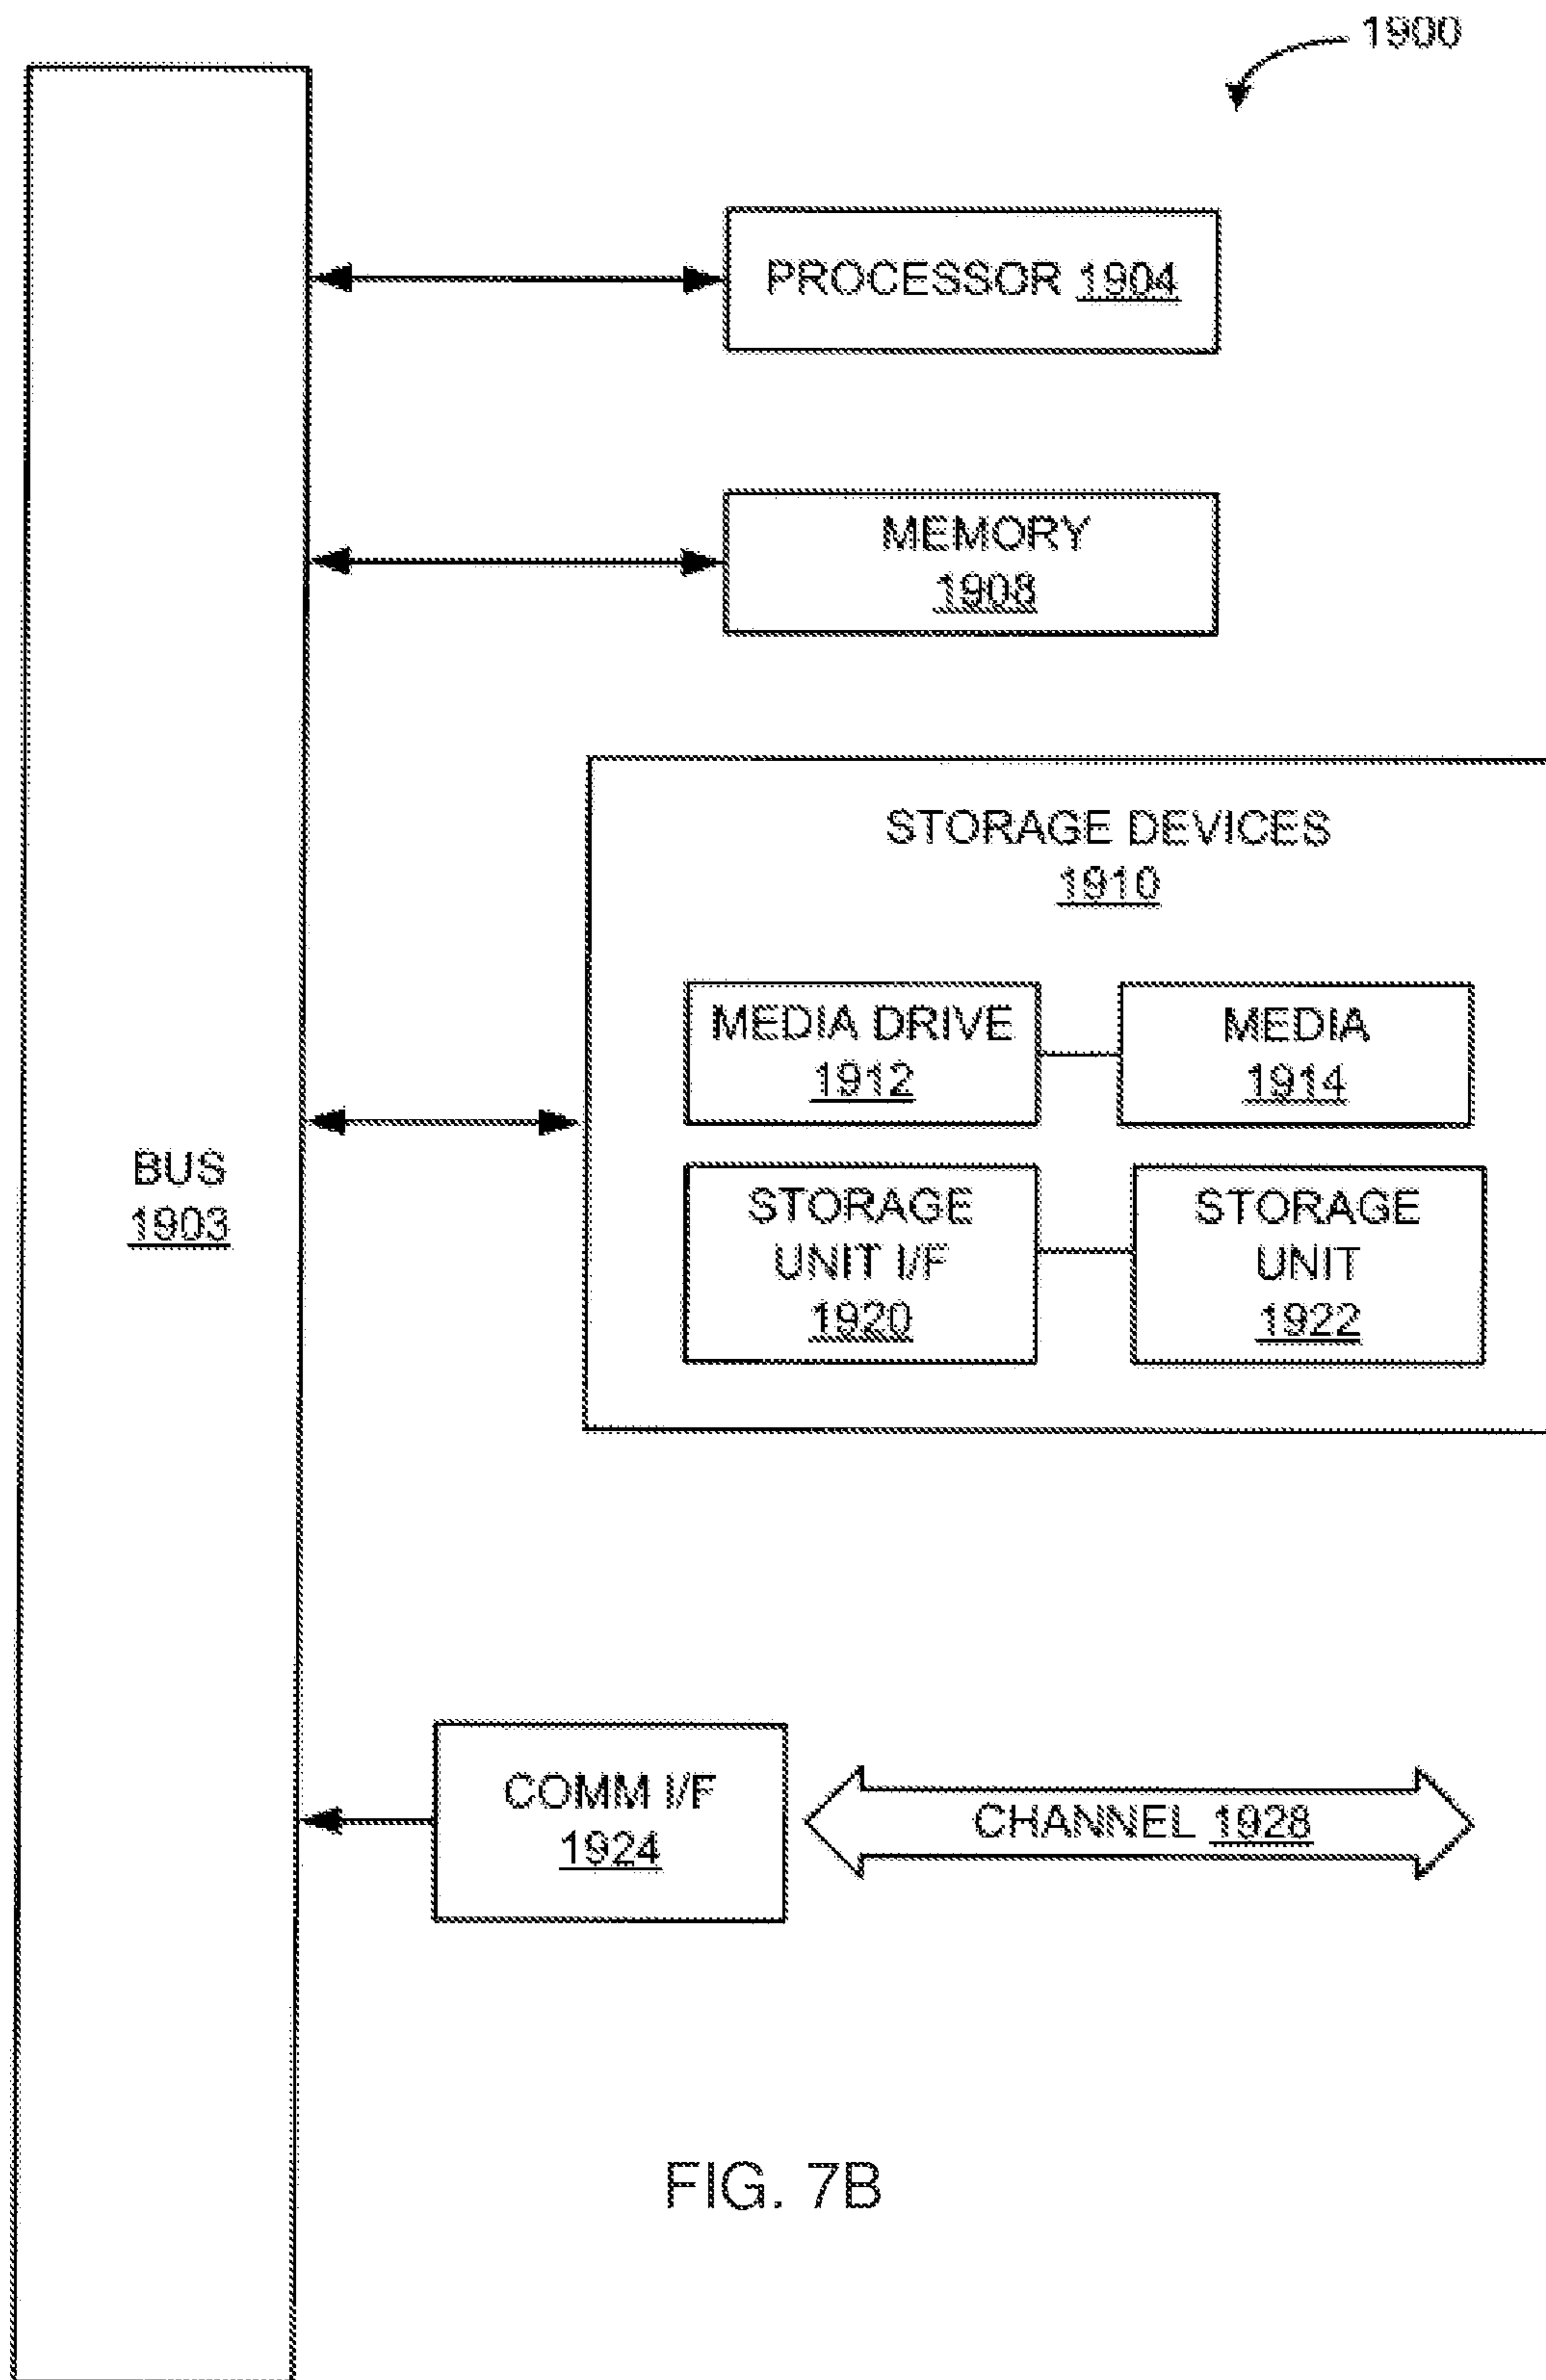 1900
PROCESSOR 1904
MEMORY
1908
STORAGE DEVICES
1910
MEDIA DRIVE
1912
MEDIA
1914
BUS
1903
STORAGE
UNIT I/F
1920
STORAGE
UNIT
1922
COMM I/F
1924
CHANNEL 1928
FIG. 7B